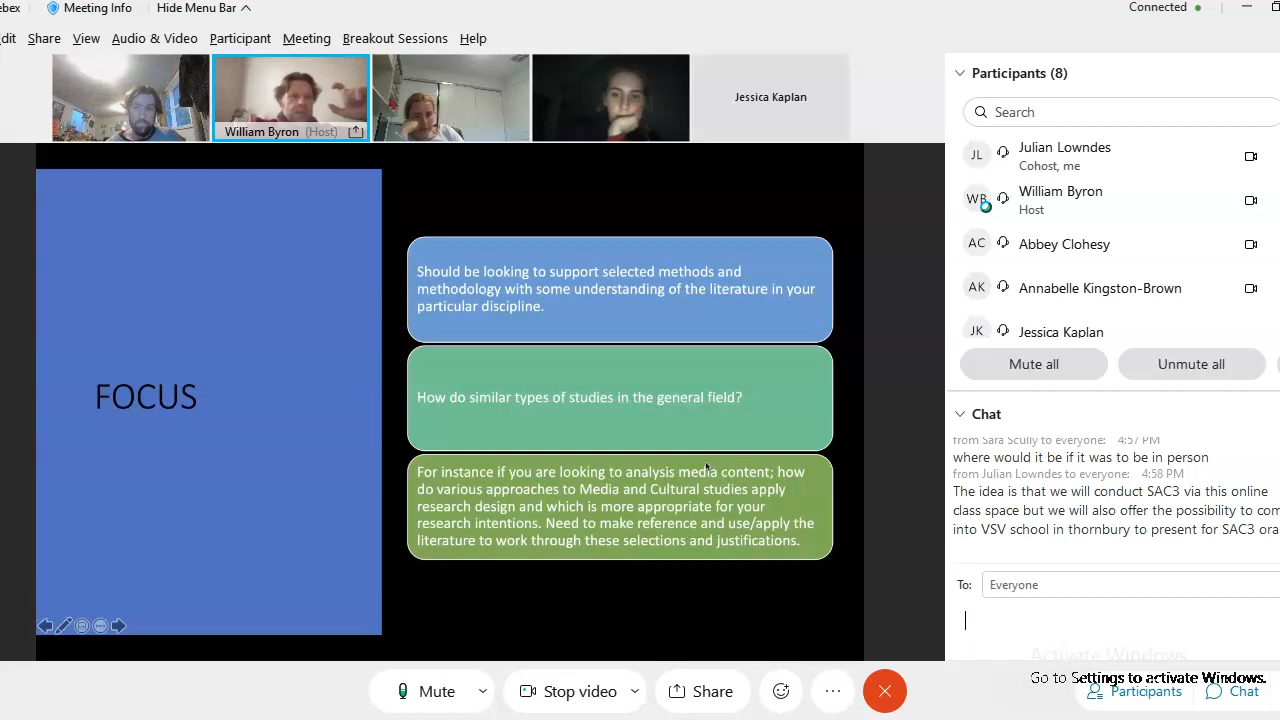 ebex
Meeting Info
Hide Menu Bar
Connected
dit Share View Audio & Video Participant Meeting Breakout Sessions Help
William Byron (Host)
Jessica Kaplan
FOCUS
Should be looking to support selected methods and
methodology with some understanding of the literature in your
particular discipline.
How do similar types of studies in the general field?
For instance if you are looking to analysis media content; how
do various approaches to Media and Cultural studies apply
research design and which is more appropriate for your
research intentions. Need to make reference and use/apply the
literature to work through these selections and justifications.
Participants (8)
Search
JL Julian Lowndes
Cohost, me
WB William Byron
Host
AC Abbey Clohesy
AK Annabelle Kingston-Brown
JK Jessica Kaplan
Mute all Unmute all
Chat
from Sara Scully to everyone: 4:57 PM
where would it be if it was to be in person
from Julian Lowndes to everyone: 4:58 PM
The idea is that we will conduct SAC3 via this online
class space but we will also offer the possibility to com
into VSV school in thornbury to present for SAC3 ora
To: Everyone
Activate Windows
Go to Settings to activate Windows.
Mute Stop video Share
Participants Chat